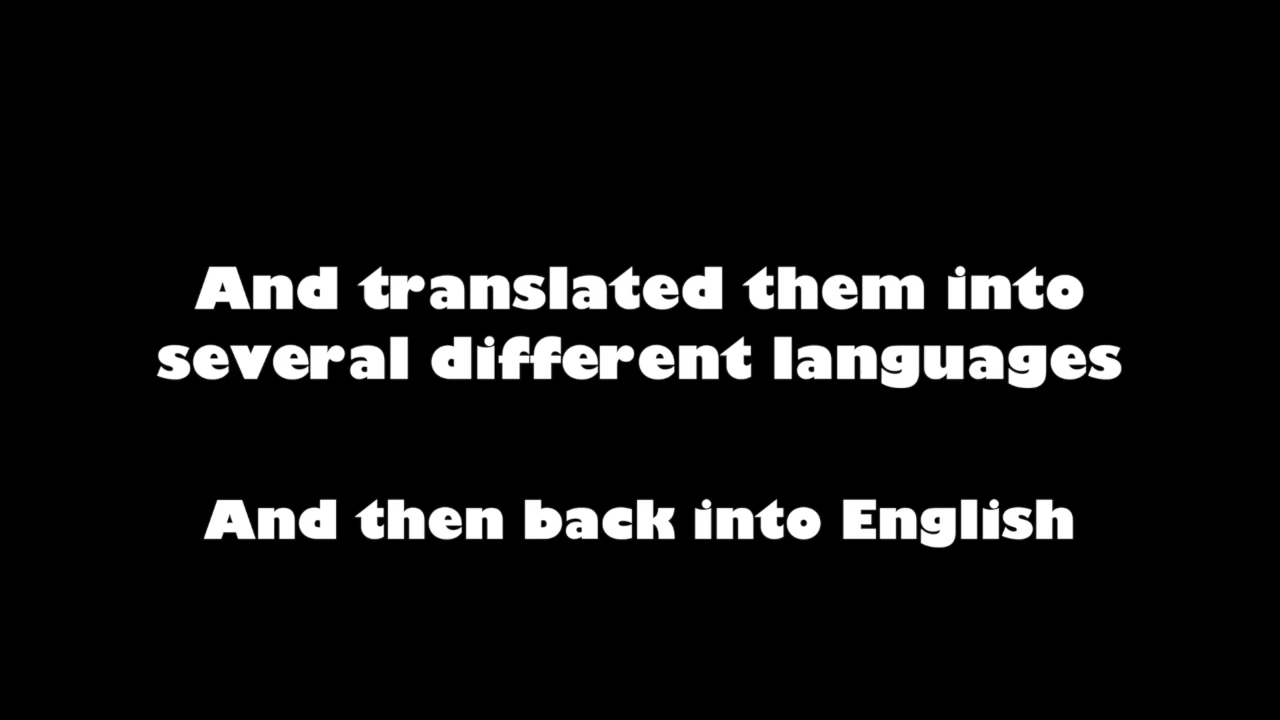 And translated them into
several different languages
And then back into English